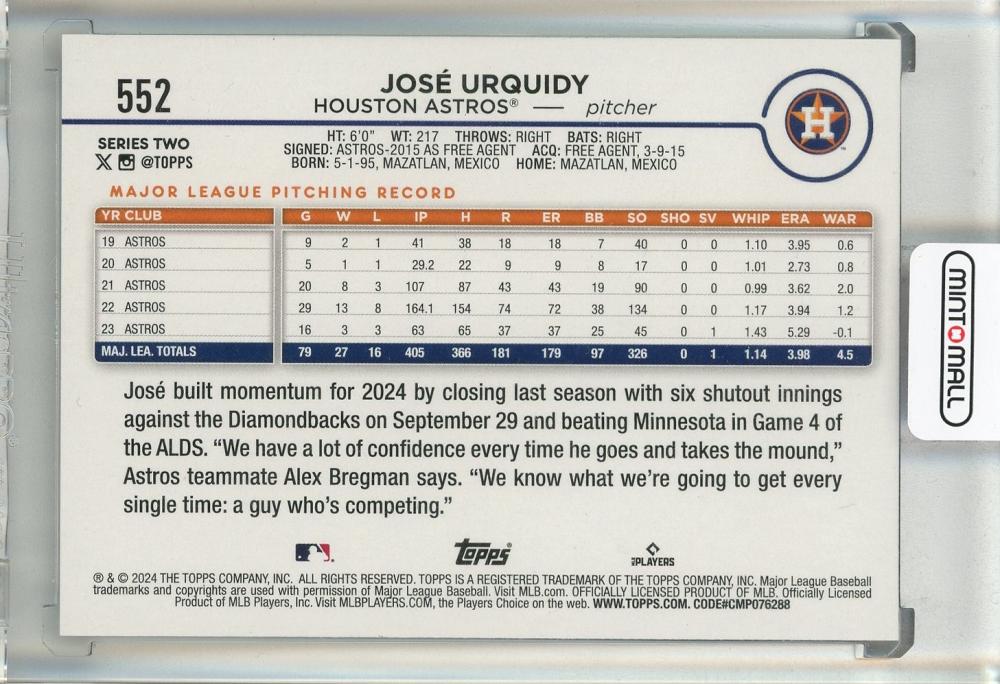 552
JOSÉ URQUIDY
HOUSTON ASTROS® — pitcher
H
SERIES TWO
@TOPPS
HT: 6'0" WT: 217 THROWS: RIGHT BATS: RIGHT
SIGNED: ASTROS-2015 AS FREE AGENT ACQ: FREE AGENT, 3-9-15
BORN: 5-1-95, MAZATLAN, MEXICO HOME: MAZATLAN, MEXICO
MAJOR LEAGUE PITCHING RECORD
YR CLUB G W L IP H R ER BB SO SHO SV WHIP ERA WAR
19 ASTROS 9 2 1 41 38 18 18 7 40 0 0 1.10 3.95 0.6
20 ASTROS 5 1 1 29.2 22 9 9 8 17 0 0 1.01 2.73 0.8
21 ASTROS 20 8 3 107 87 43 43 19 90 0 0 0.99 3.62 2.0
22 ASTROS 29 13 8 164.1 154 74 72 38 134 0 0 1.17 3.94 1.2
23 ASTROS 16 3 3 63 65 37 37 25 45 0 1 1.43 5.29 -0.1
MAJ. LEA. TOTALS 79 27 16 405 366 181 179 97 326 0 1 1.14 3.98 4.5
José built momentum for 2024 by closing last season with six shutout innings
against the Diamondbacks on September 29 and beating Minnesota in Game 4 of
the ALDS. “We have a lot of confidence every time he goes and takes the mound,”
Astros teammate Alex Bregman says. “We know what we’re going to get every
single time: a guy who’s competing.”
Topps®
PLAYERS
® & © 2024 THE TOPPS COMPANY, INC. ALL RIGHTS RESERVED. TOPPS IS A REGISTERED TRADEMARK OF THE TOPPS COMPANY, INC. Major League Baseball
trademarks and copyrights are used with permission of Major League Baseball. Visit MLB.com. OFFICIALLY LICENSED PRODUCT OF MLB. Officially Licensed
Product of MLB Players, Inc. Visit MLBPLAYERS.COM, the Players Choice on the web. WWW.TOPPS.COM. CODE#CMP076288
MINT MALL